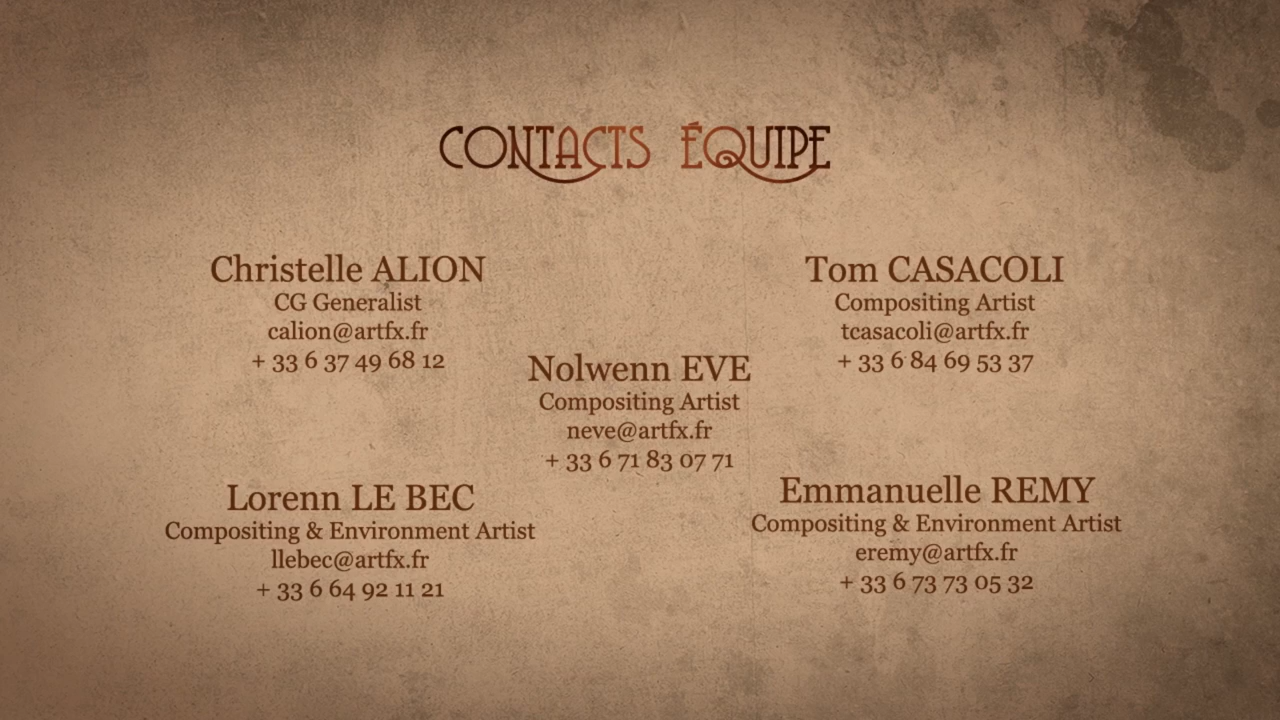 CONTACTS ÉQUIPE
Christelle ALION
CG Generalist
calion@artfx.fr
+ 33 6 37 49 68 12
Tom CASACOLI
Compositing Artist
tcasacoli@artfx.fr
+ 33 6 84 69 53 37
Nolwenn EVE
Compositing Artist
neve@artfx.fr
+ 33 6 71 83 07 71
Lorenn LE BEC
Compositing & Environment Artist
llebec@artfx.fr
+ 33 6 64 92 11 21
Emmanuelle REMY
Compositing & Environment Artist
eremy@artfx.fr
+ 33 6 73 73 05 32